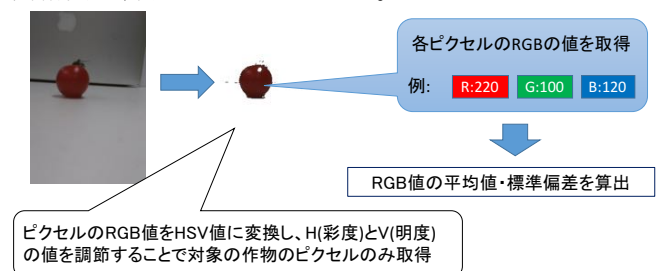 各ピクセルのRGBの値を取得
例: R:220 G:100 B:120
RGB値の平均値・標準偏差を算出
ピクセルのRGB値をHSV値に変換し、H(彩度)とV(明度)
の値を調節することで対象の作物のピクセルのみ取得